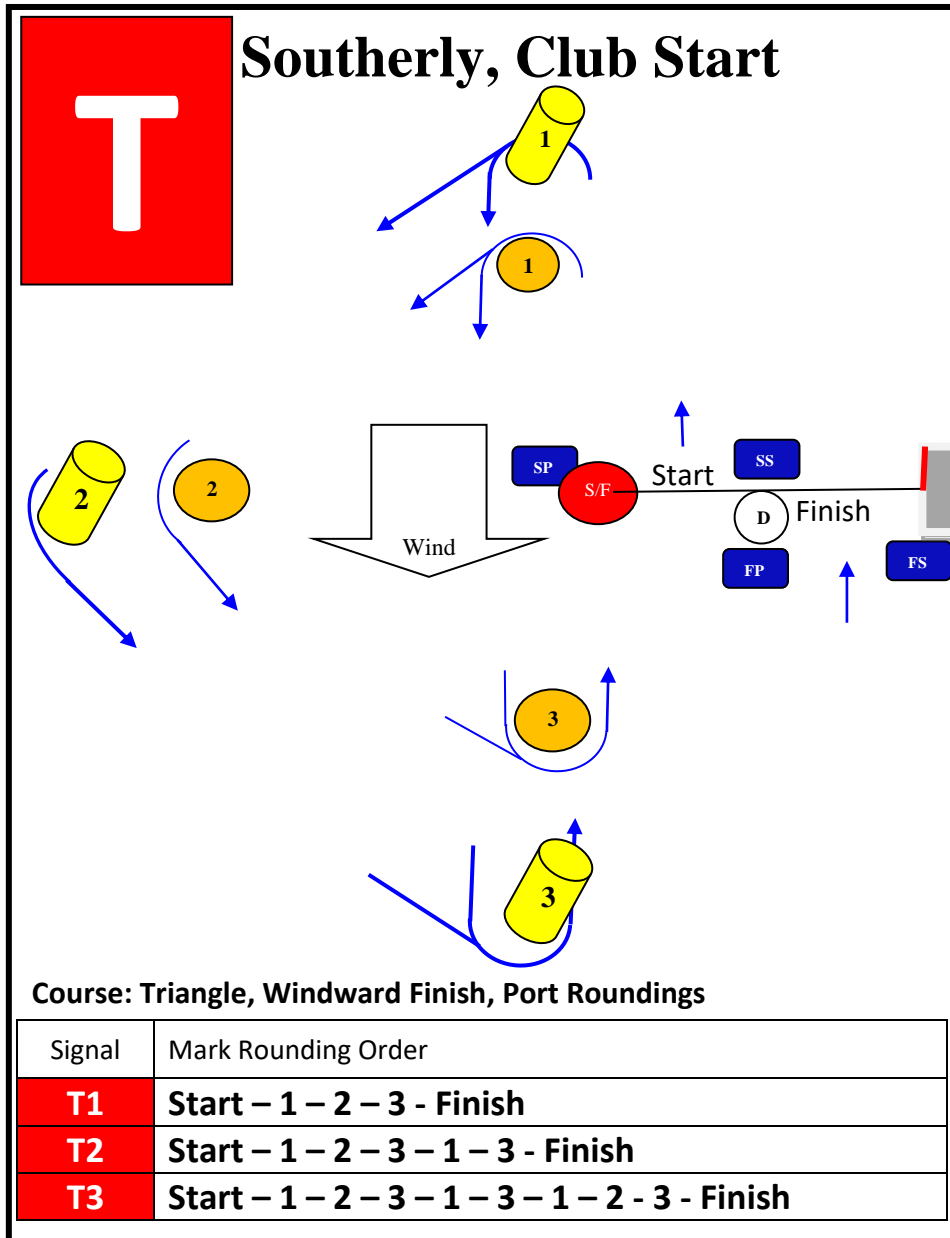 T
Southerly, Club Start
1
1
SP
S/F
Start
SS
2
2
D
Finish
Wind
FP
FS
3
3
Course: Triangle, Windward Finish, Port Roundings
Signal Mark Rounding Order
T1 Start – 1 – 2 – 3 - Finish
T2 Start – 1 – 2 – 3 – 1 – 3 - Finish
T3 Start – 1 – 2 – 3 – 1 – 3 – 1 – 2 - 3 - Finish